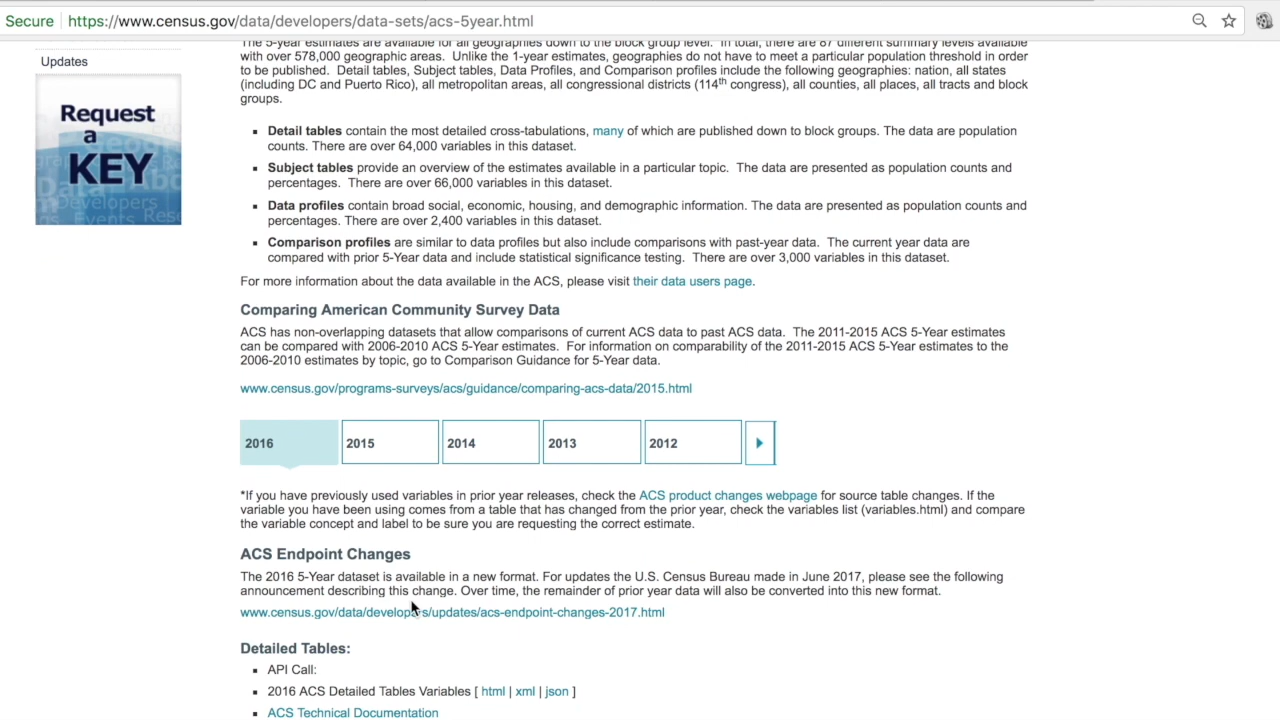 Secure https://www.census.gov/data/developers/data-sets/acs-5year.html
The 5-year estimates are available for all geographies down to the block group level. In total, there are 87 different summary levels available
with over 578,000 geographic areas. Unlike the 1-year estimates, geographies do not have to meet a particular population threshold in order
to be published. Detail tables, Subject tables, Data Profiles, and Comparison profiles include the following geographies: nation, all states
(including DC and Puerto Rico), all metropolitan areas, all congressional districts (114th congress), all counties, all places, all tracts and block
groups.
Updates
Request
a
KEY
▪ Detail tables contain the most detailed cross-tabulations, many of which are published down to block groups. The data are population
counts. There are over 64,000 variables in this dataset.
▪ Subject tables provide an overview of the estimates available in a particular topic. The data are presented as population counts and
percentages. There are over 66,000 variables in this dataset.
▪ Data profiles contain broad social, economic, housing, and demographic information. The data are presented as population counts and
percentages. There are over 2,400 variables in this dataset.
▪ Comparison profiles are similar to data profiles but also include comparisons with past-year data. The current year data are
compared with prior 5-Year data and include statistical significance testing. There are over 3,000 variables in this dataset.
For more information about the data available in the ACS, please visit their data users page.
Comparing American Community Survey Data
ACS has non-overlapping datasets that allow comparisons of current ACS data to past ACS data. The 2011-2015 ACS 5-Year estimates
can be compared with 2006-2010 ACS 5-Year estimates. For information on comparability of the 2011-2015 ACS 5-Year estimates to the
2006-2010 estimates by topic, go to Comparison Guidance for 5-Year data.
www.census.gov/programs-surveys/acs/guidance/comparing-acs-data/2015.html
2016 2015 2014 2013 2012
*If you have previously used variables in prior year releases, check the ACS product changes webpage for source table changes. If the
variable you have been using comes from a table that has changed from the prior year, check the variables list (variables.html) and compare
the variable concept and label to be sure you are requesting the correct estimate.
ACS Endpoint Changes
The 2016 5-Year dataset is available in a new format. For updates the U.S. Census Bureau made in June 2017, please see the following
announcement describing this change. Over time, the remainder of prior year data will also be converted into this new format.
www.census.gov/data/developers/updates/acs-endpoint-changes-2017.html
Detailed Tables:
▪ API Call:
▪ 2016 ACS Detailed Tables Variables [ html | xml | json ]
▪ ACS Technical Documentation